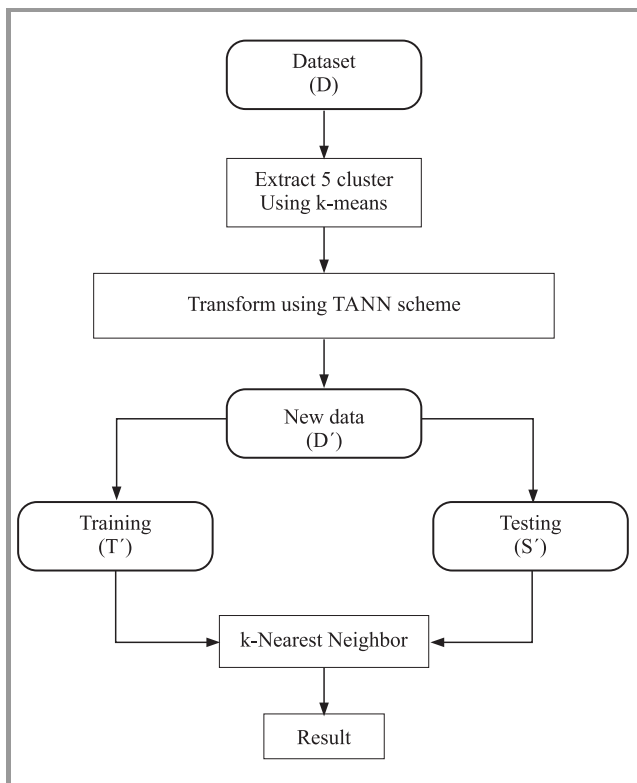 Dataset
(D)
Extract 5 cluster
Using k-means
Transform using TANN scheme
New data
(D´)
Training
(T´)
Testing
(S´)
k-Nearest Neighbor
Result